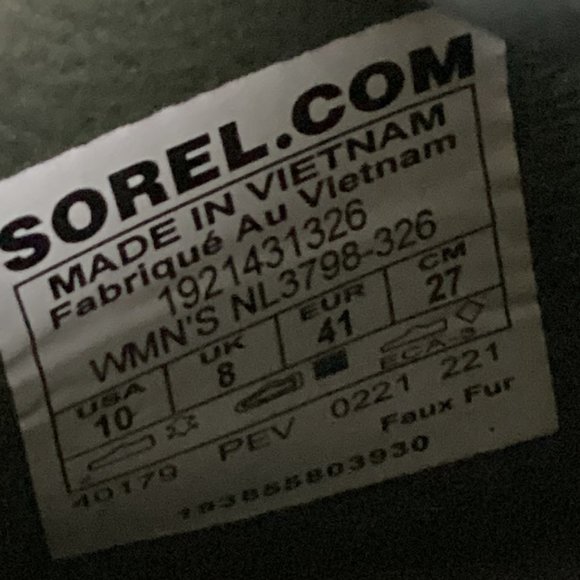 SOREL.COM
MADE IN VIETNAM
Fabriqué Au Vietnam
1921431326
WMN'S NL3798-326
USA UK EUR CM
10 8 41 27
40179 PEV 0221 221
Faux Fur